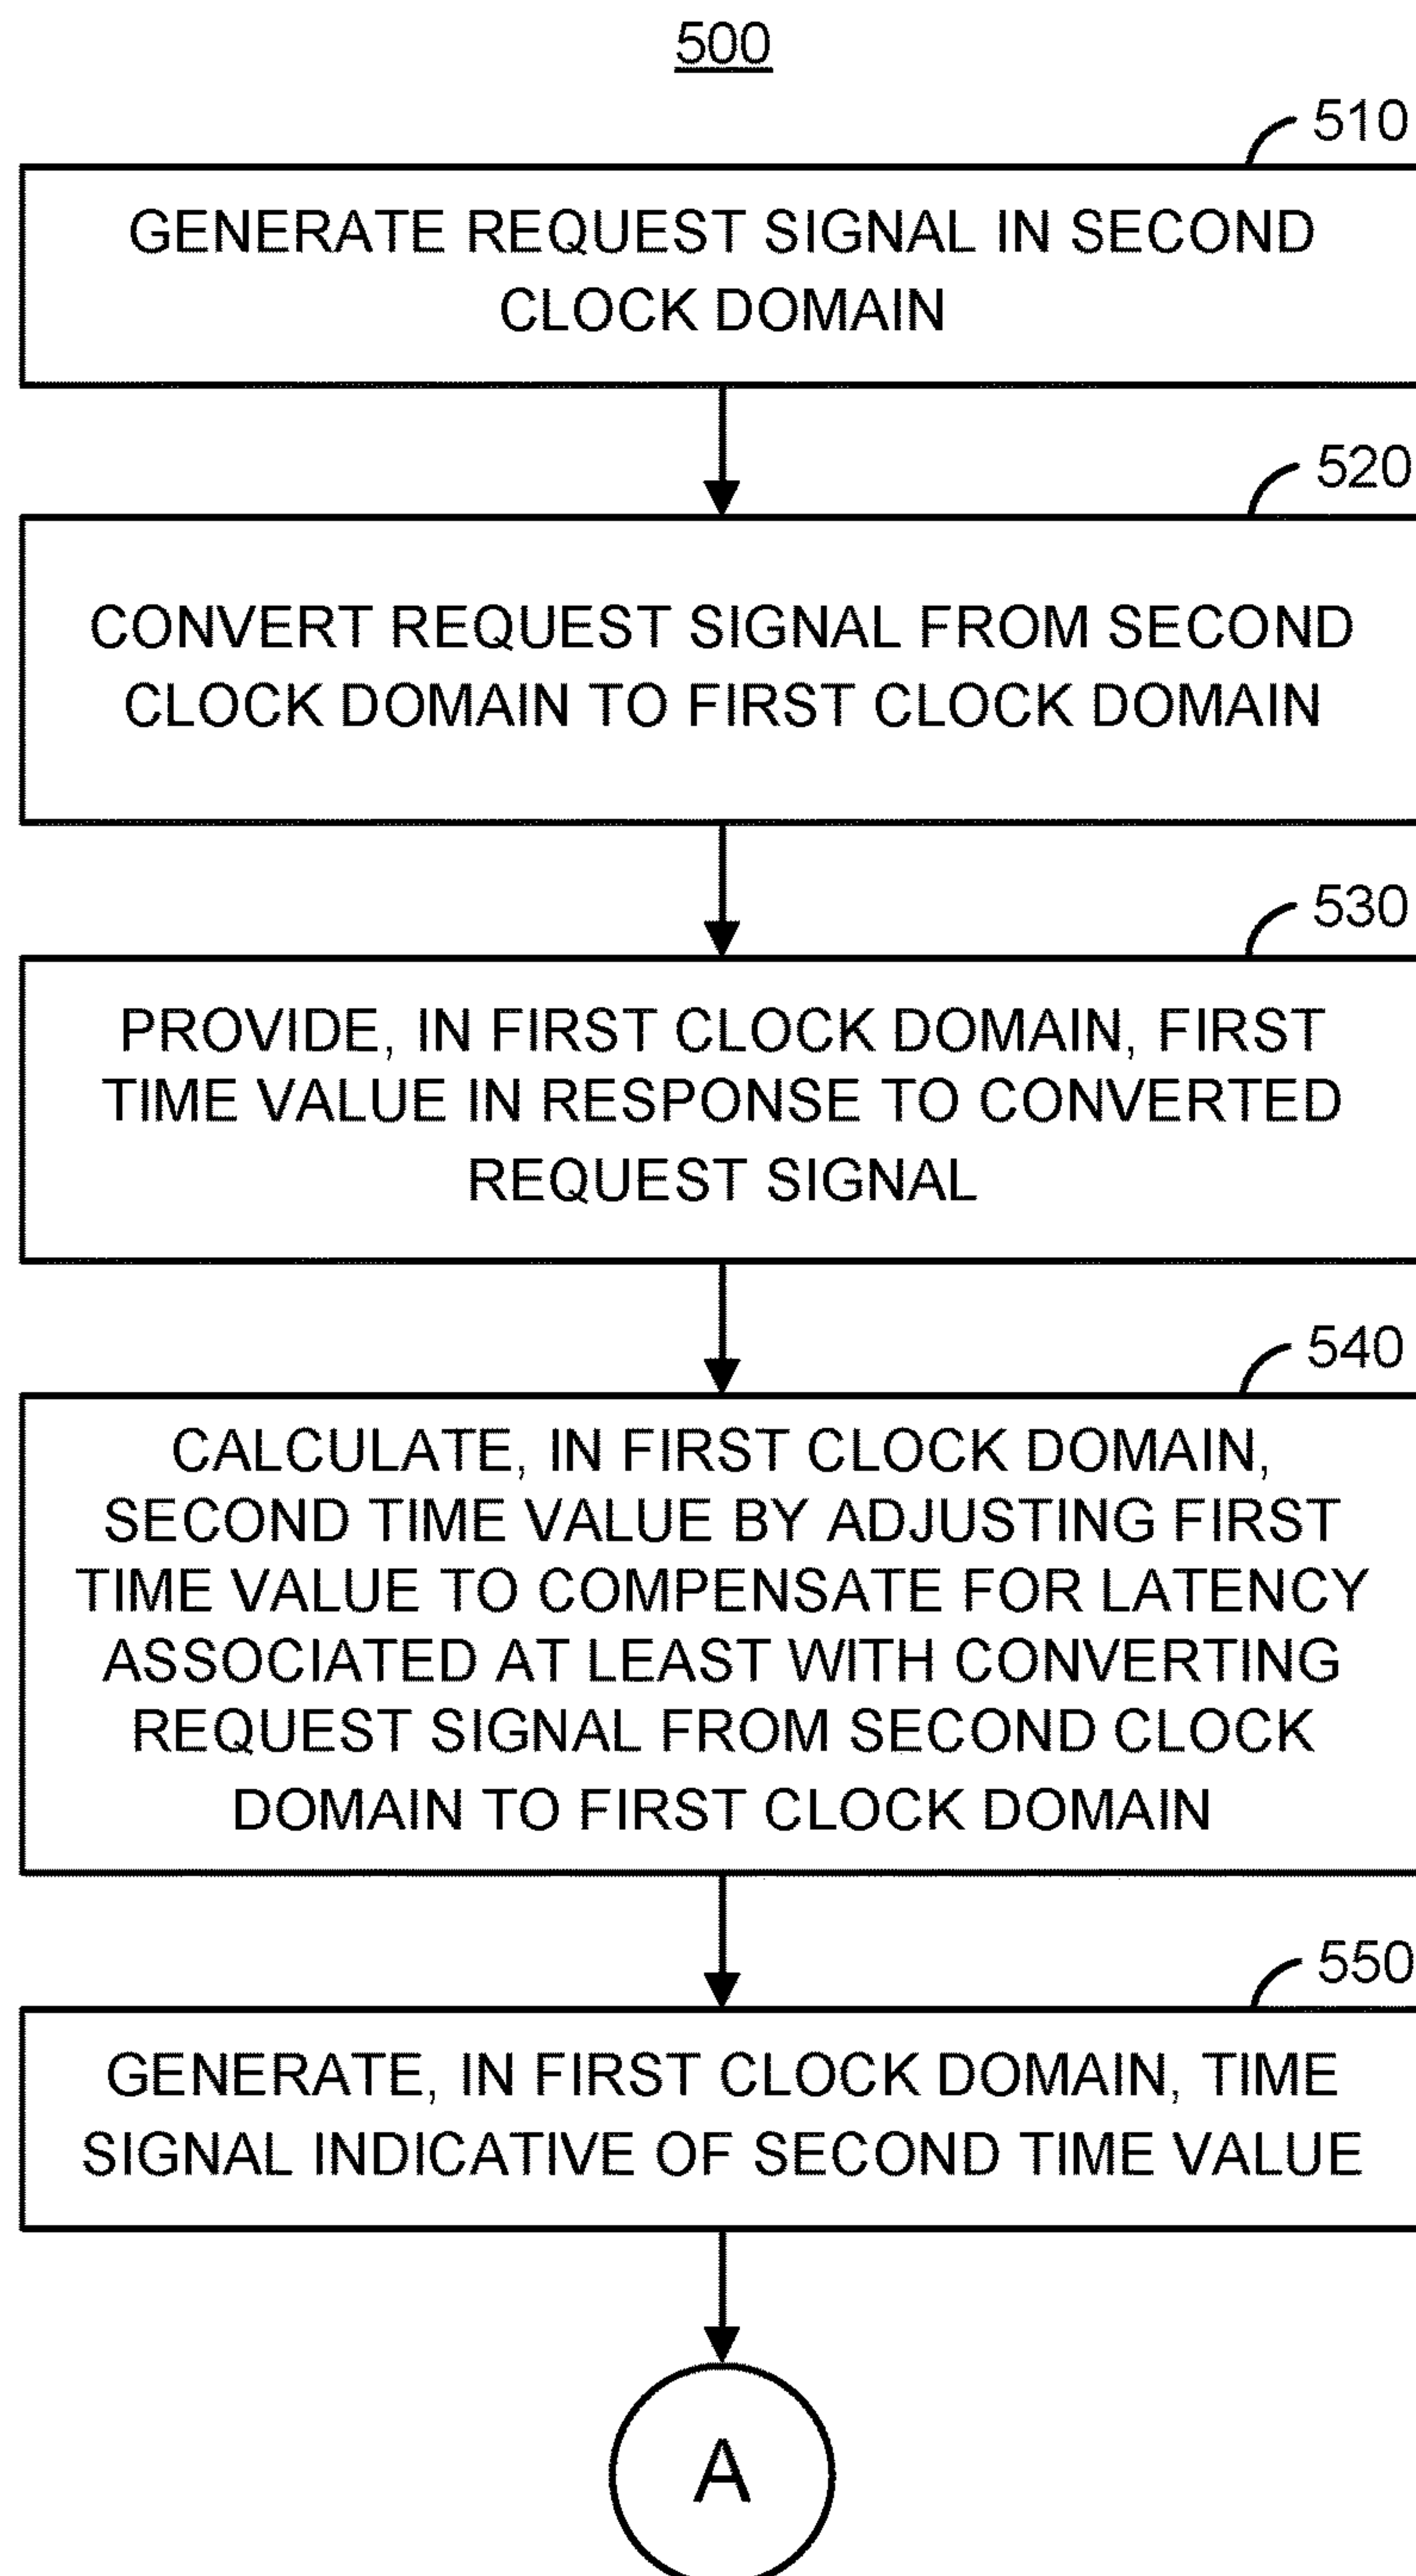 500
510
GENERATE REQUEST SIGNAL IN SECOND
CLOCK DOMAIN
520
CONVERT REQUEST SIGNAL FROM SECOND
CLOCK DOMAIN TO FIRST CLOCK DOMAIN
530
PROVIDE, IN FIRST CLOCK DOMAIN, FIRST
TIME VALUE IN RESPONSE TO CONVERTED
REQUEST SIGNAL
540
CALCULATE, IN FIRST CLOCK DOMAIN,
SECOND TIME VALUE BY ADJUSTING FIRST
TIME VALUE TO COMPENSATE FOR LATENCY
ASSOCIATED AT LEAST WITH CONVERTING
REQUEST SIGNAL FROM SECOND CLOCK
DOMAIN TO FIRST CLOCK DOMAIN
550
GENERATE, IN FIRST CLOCK DOMAIN, TIME
SIGNAL INDICATIVE OF SECOND TIME VALUE
A